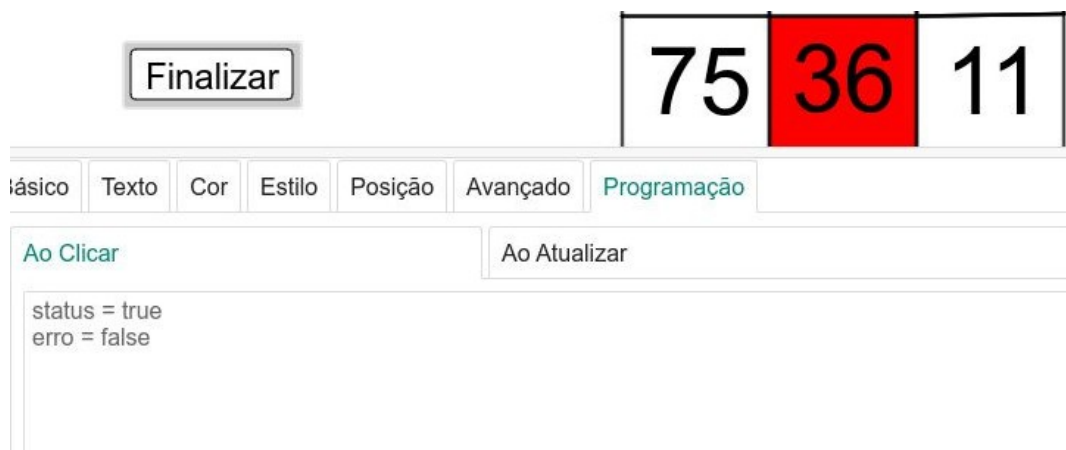 Finalizar
75 36 11
Texto Cor Estilo Posição Avançado Programação
Ao Clicar Ao Atualizar
status = true
erro = false